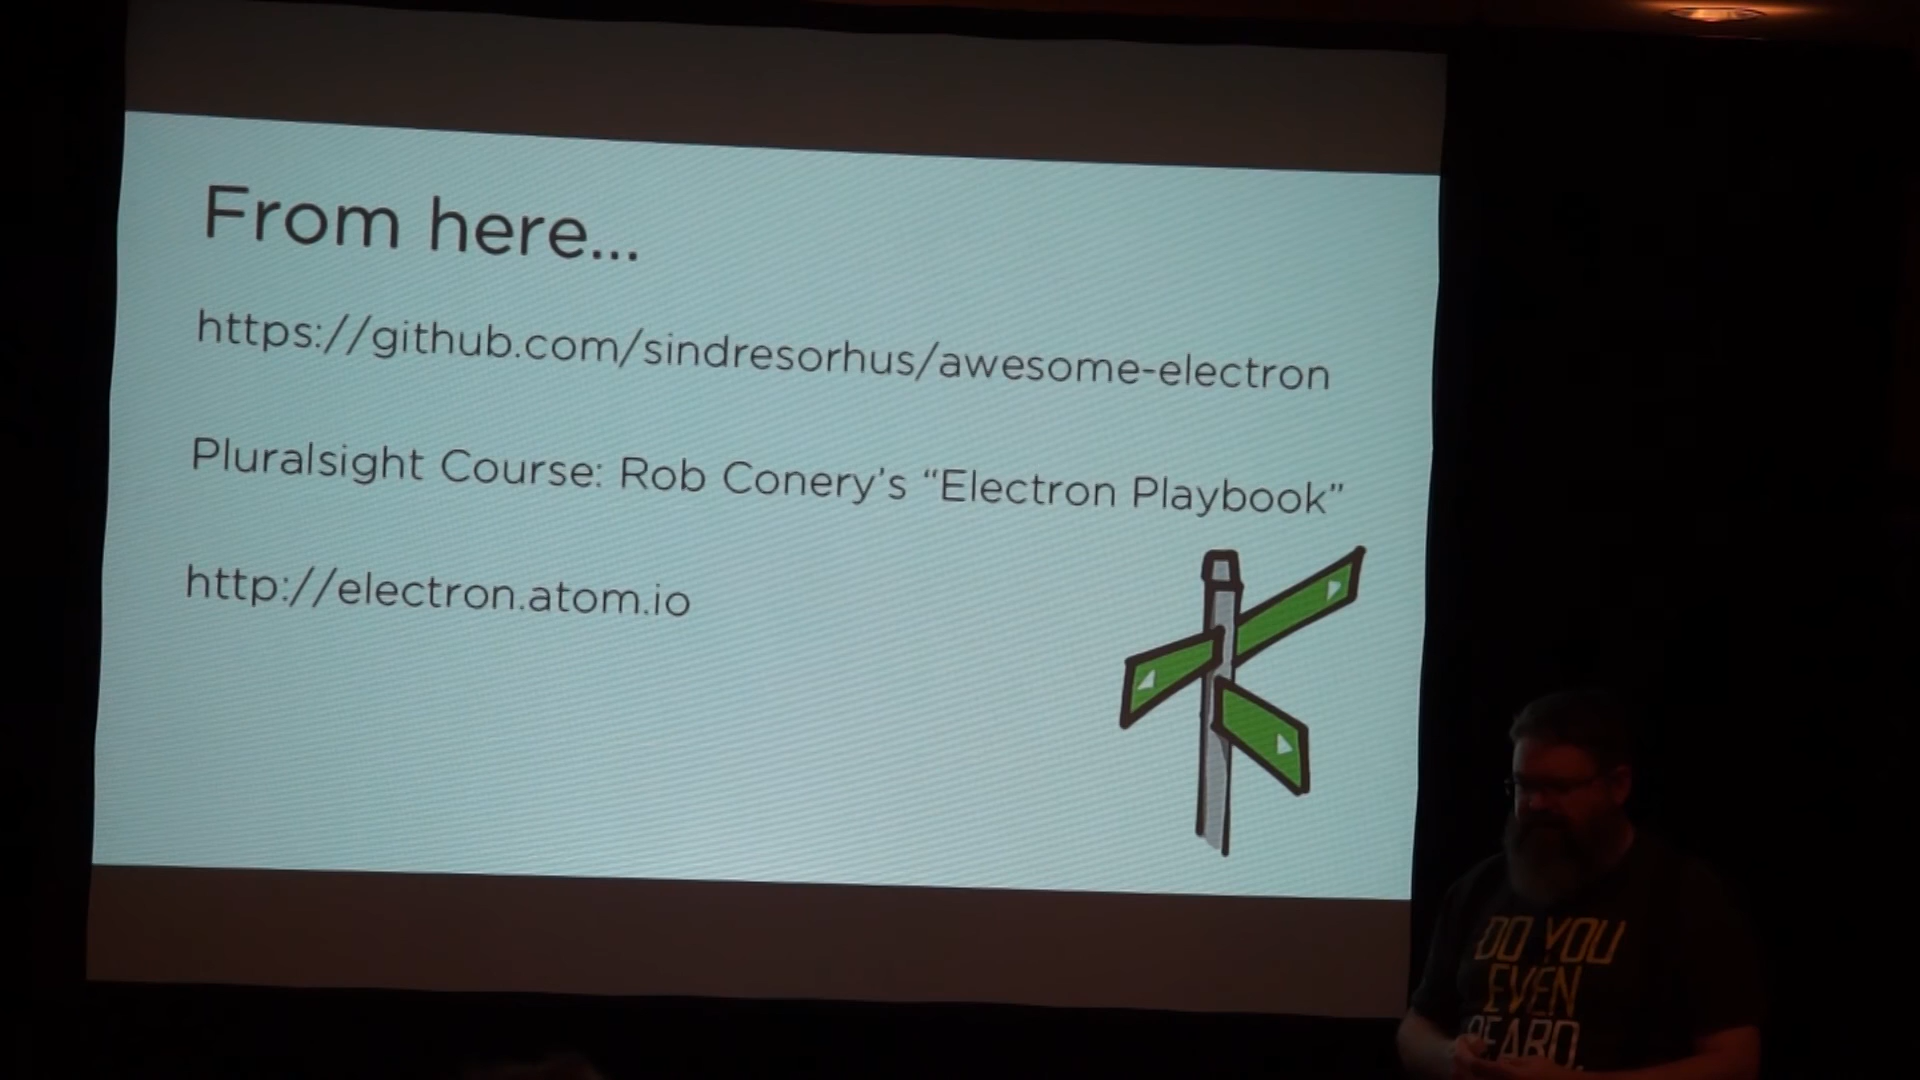 From here...
https://github.com/sindresorhus/awesome-electron
Pluralsight Course: Rob Conery’s “Electron Playbook”
http://electron.atom.io
DO YOU
EVEN
BEARD,